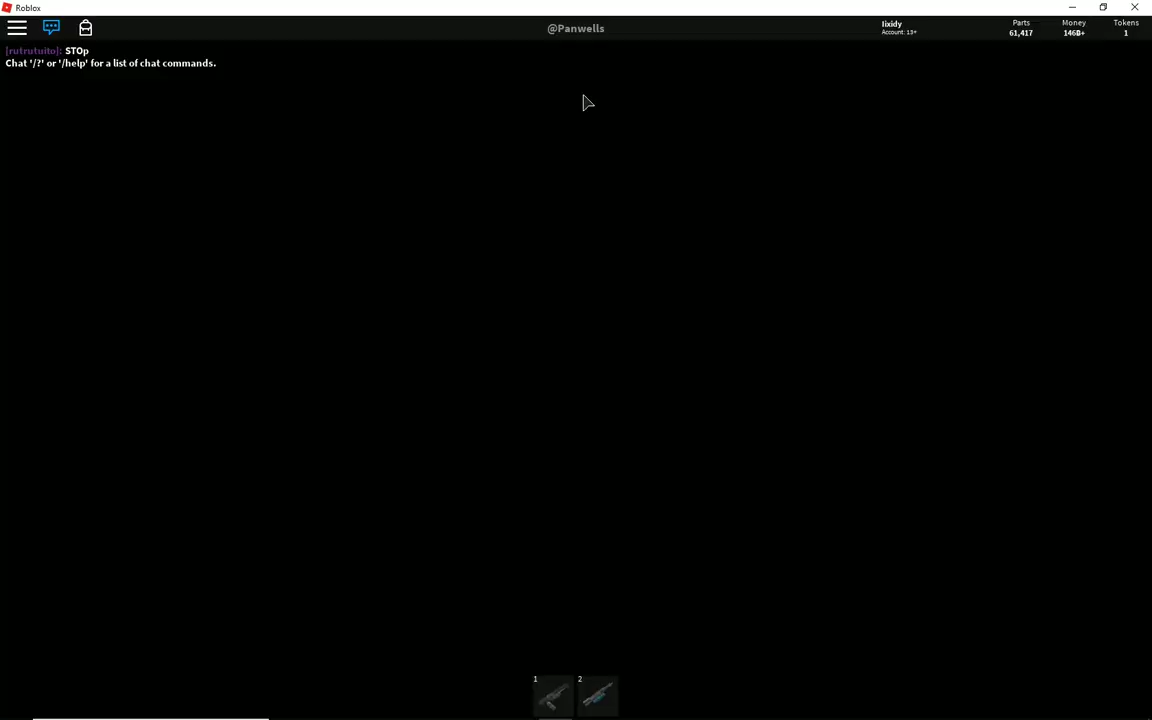 Roblox
@Panwells
lixidy
Account: 13+
Parts
61,417
Money
146B+
Tokens
1
[rutrutuito]: STOp
Chat '/?' or '/help' for a list of chat commands.
1
2